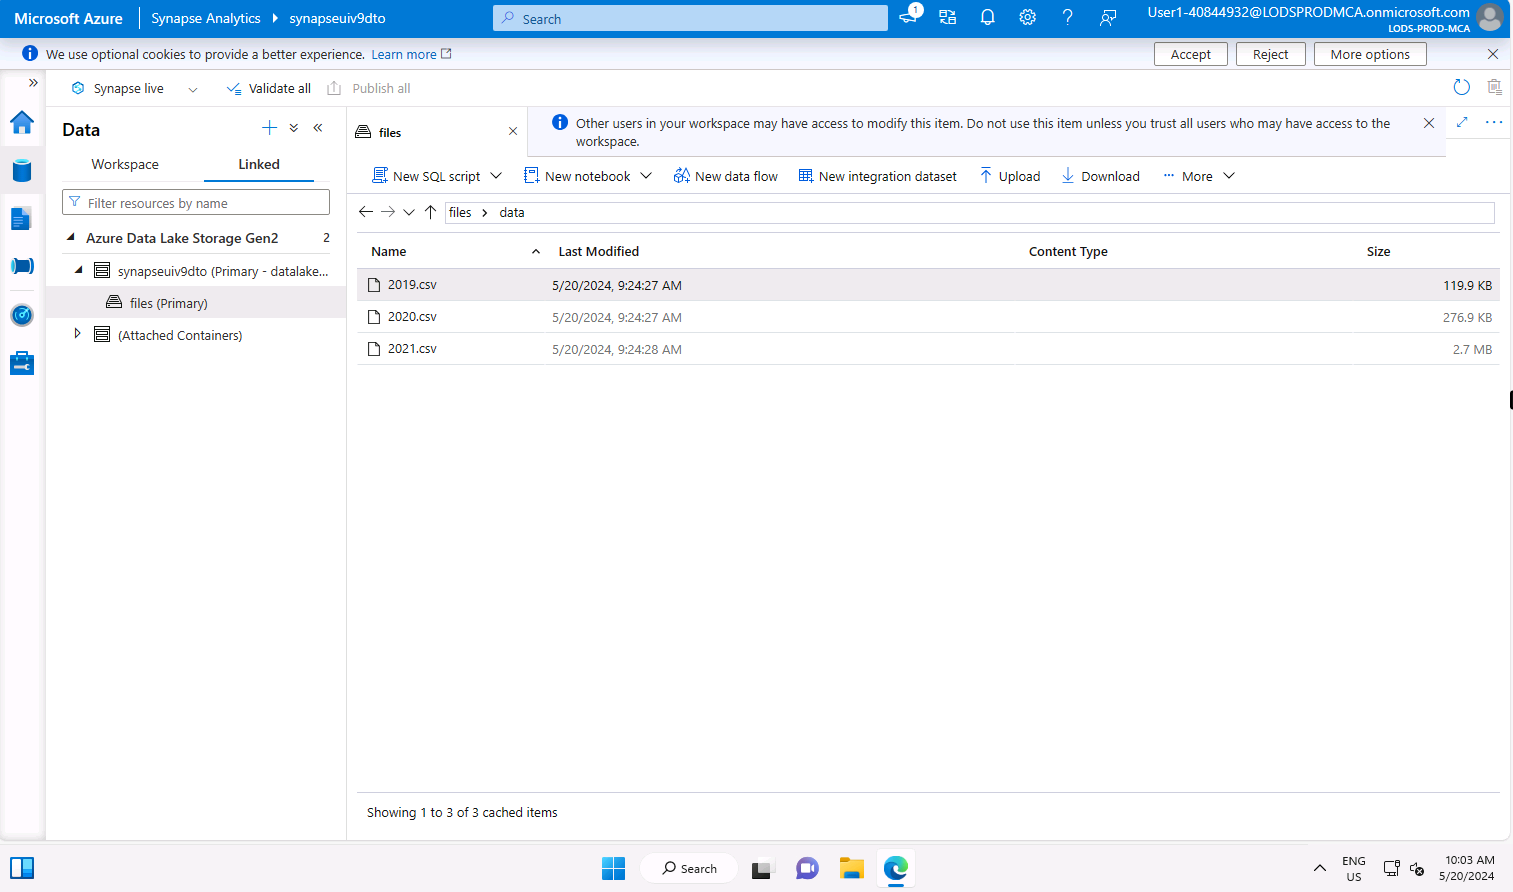 Microsoft Azure
Synapse Analytics
synapseuiv9dto
Search
1
User1-40844932@LODSPRODMCA.onmicrosoft.com
LODS-PROD-MCA
We use optional cookies to provide a better experience. Learn more
Accept
Reject
More options
Synapse live
Validate all
Publish all
Data
Workspace
Linked
Filter resources by name
Azure Data Lake Storage Gen2 2
synapseuiv9dto (Primary - datalake...
files (Primary)
(Attached Containers)
files
Other users in your workspace may have access to modify this item. Do not use this item unless you trust all users who may have access to the
workspace.
New SQL script
New notebook
New data flow
New integration dataset
Upload
Download
More
files
data
Name Last Modified Content Type Size
2019.csv 5/20/2024, 9:24:27 AM 119.9 KB
2020.csv 5/20/2024, 9:24:27 AM 276.9 KB
2021.csv 5/20/2024, 9:24:28 AM 2.7 MB
Showing 1 to 3 of 3 cached items
Search
ENG
US
10:03 AM
5/20/2024